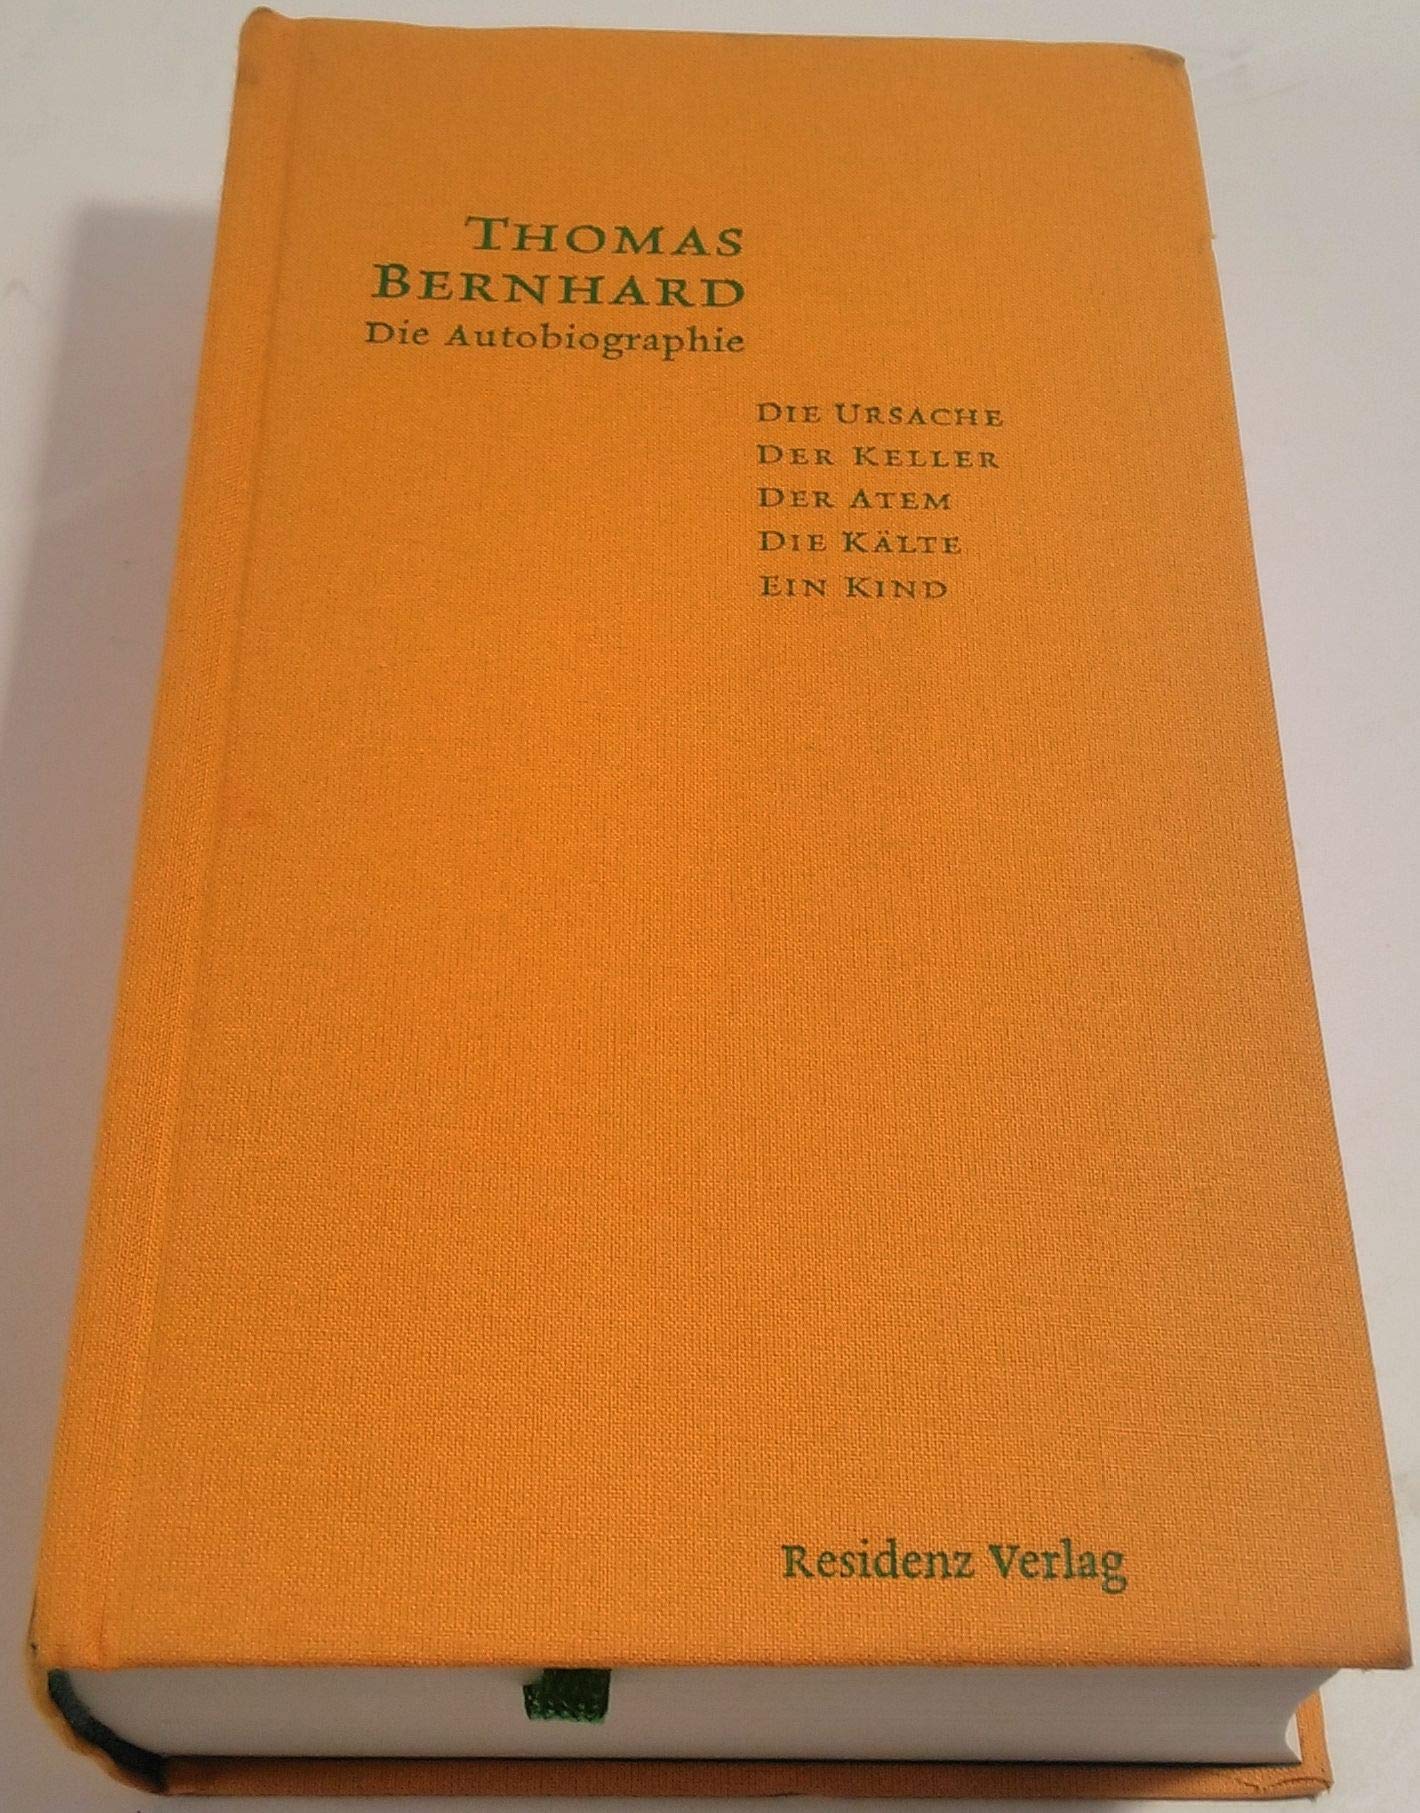 THOMAS
BERNHARD
Die Autobiographie
DIE URSACHE
DER KELLER
DER ATEM
DIE KÄLTE
EIN KIND
Residenz Verlag